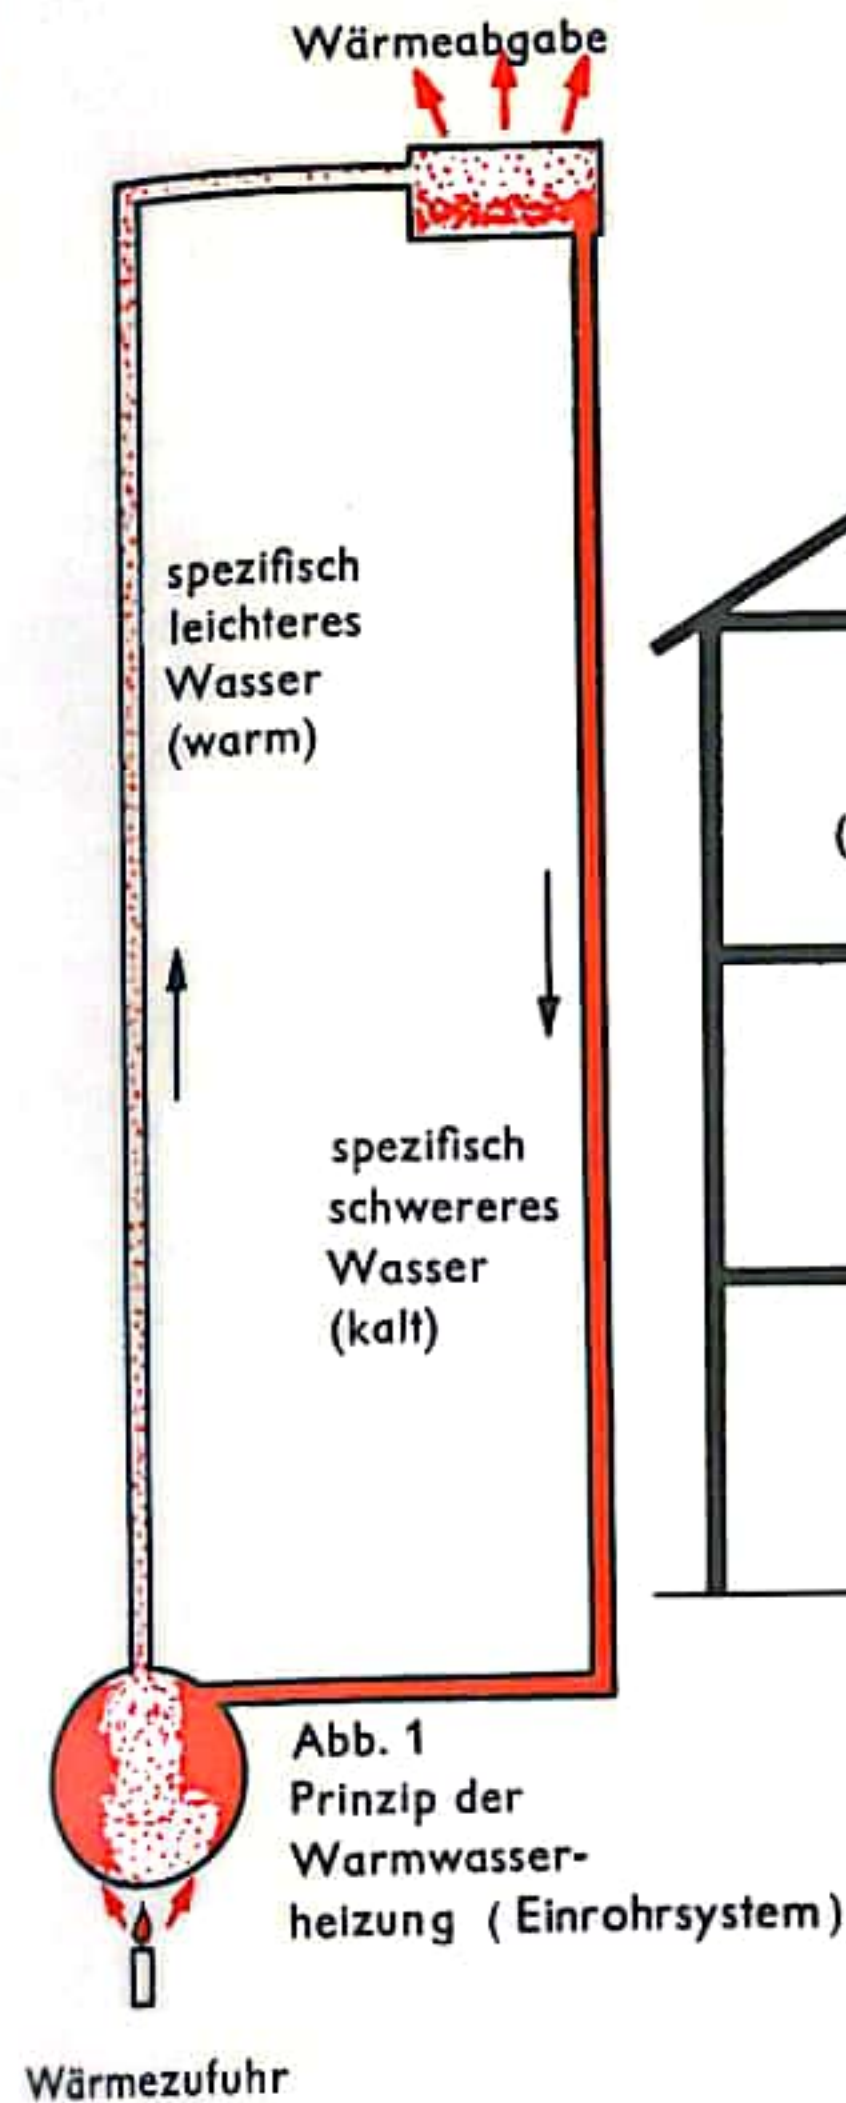 Wärmeabgabe
spezifisch
leichteres
Wasser
(warm)
spezifisch
schwereres
Wasser
(kalt)
Abb. 1
Prinzip der
Warmwasser-
heizung (Einrohrsystem)
Wärmezufuhr